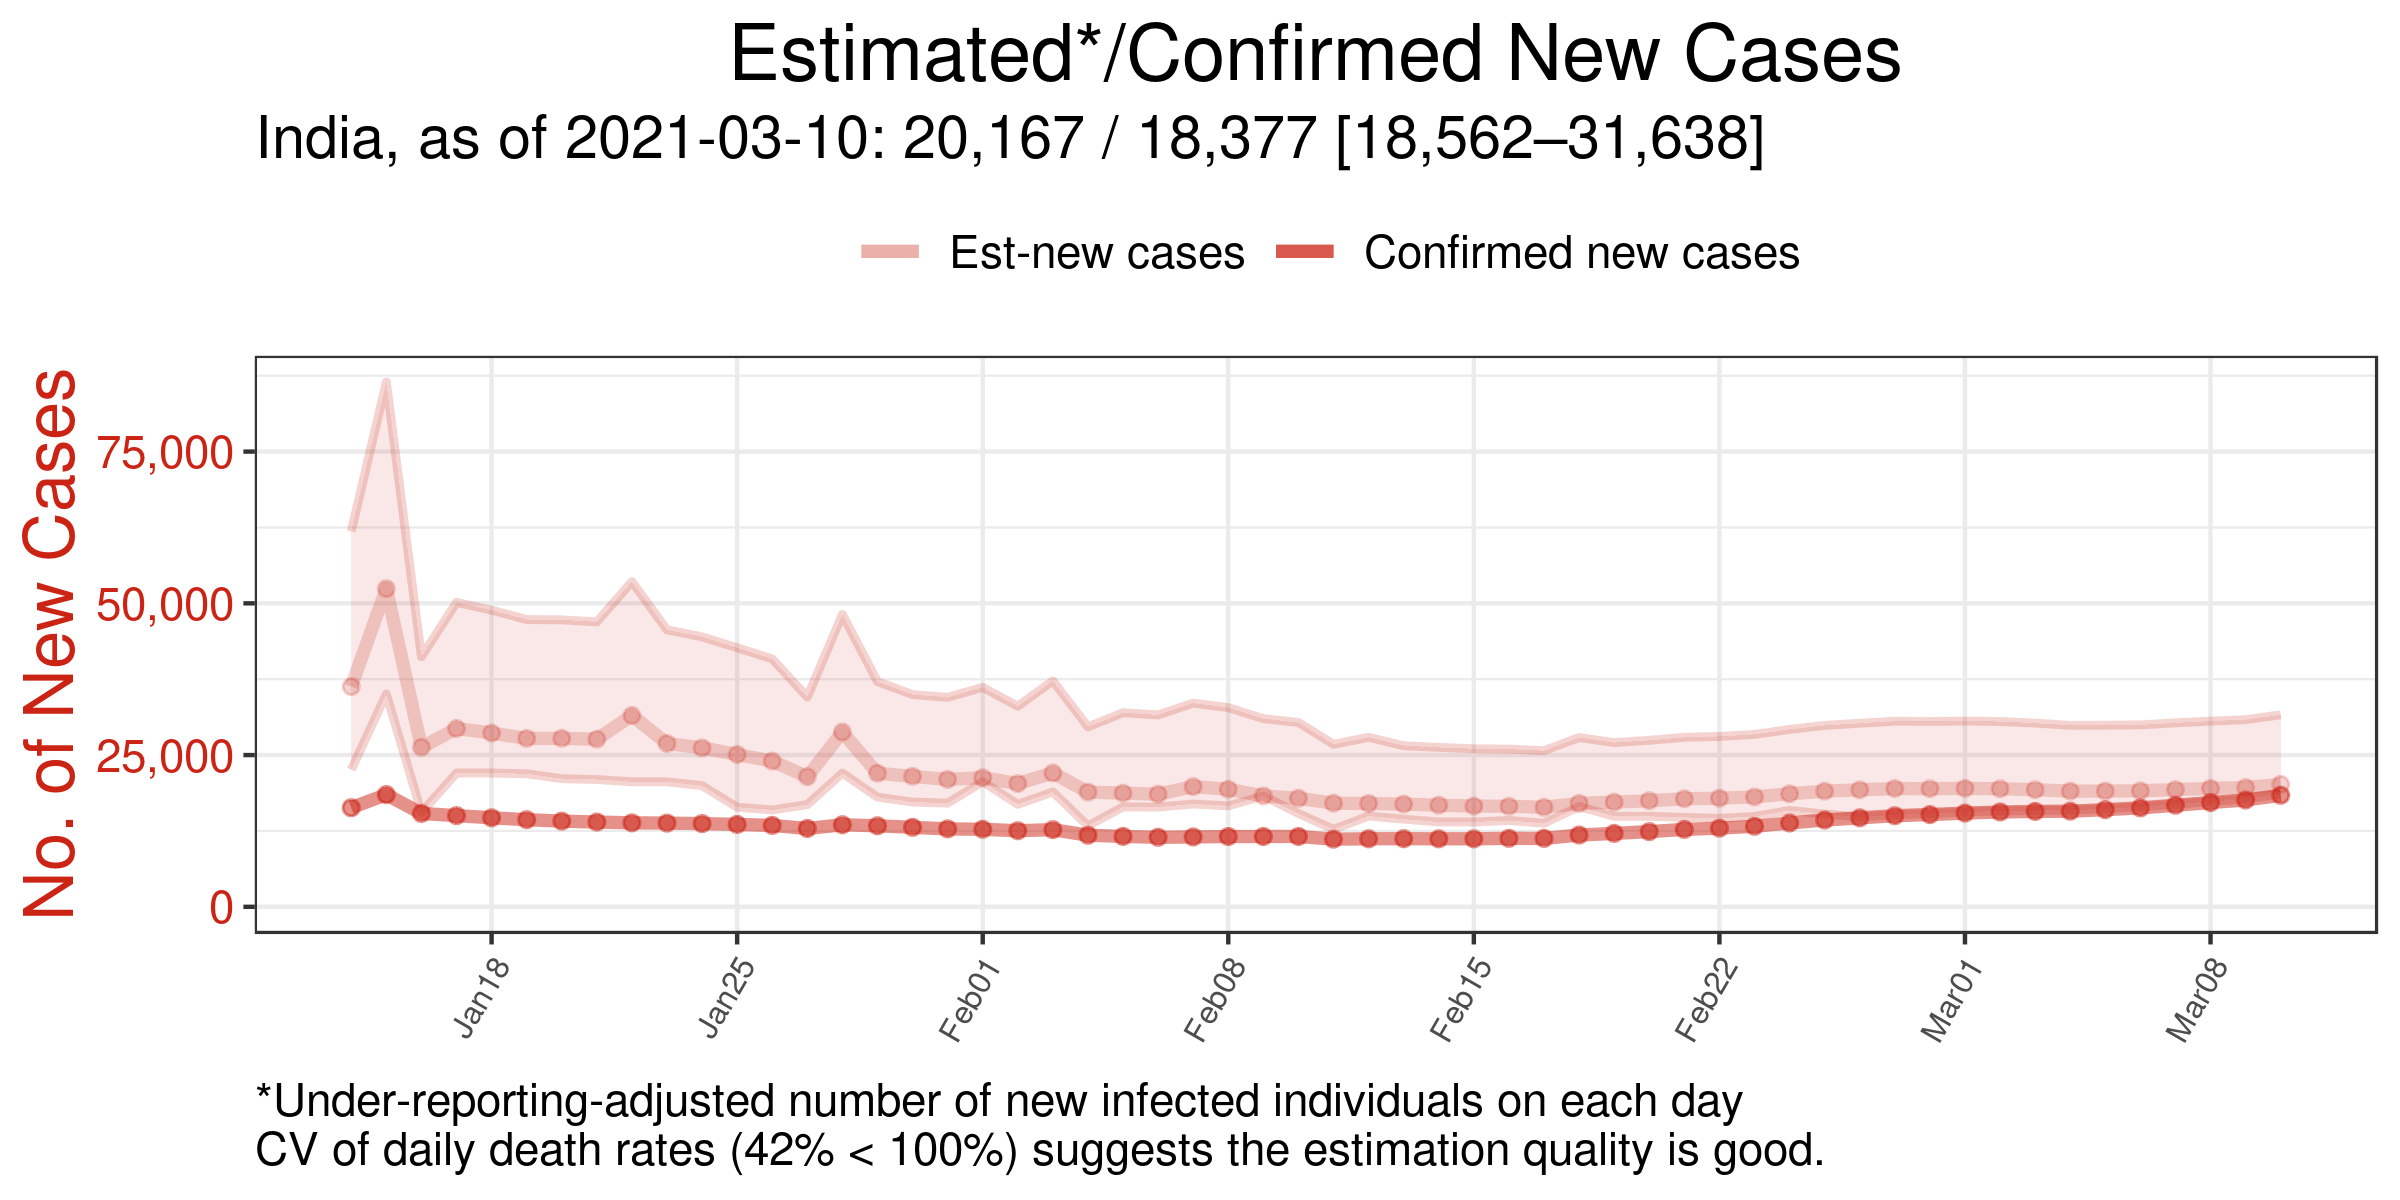 Estimated*/Confirmed New Cases
India, as of 2021-03-10: 20,167 / 18,377 [18,562–31,638]
Est-new cases Confirmed new cases
No. of New Cases
75,000
50,000
25,000
0
Jan18 Jan25 Feb01 Feb08 Feb15 Feb22 Mar01 Mar08
*Under-reporting-adjusted number of new infected individuals on each day
CV of daily death rates (42% < 100%) suggests the estimation quality is good.